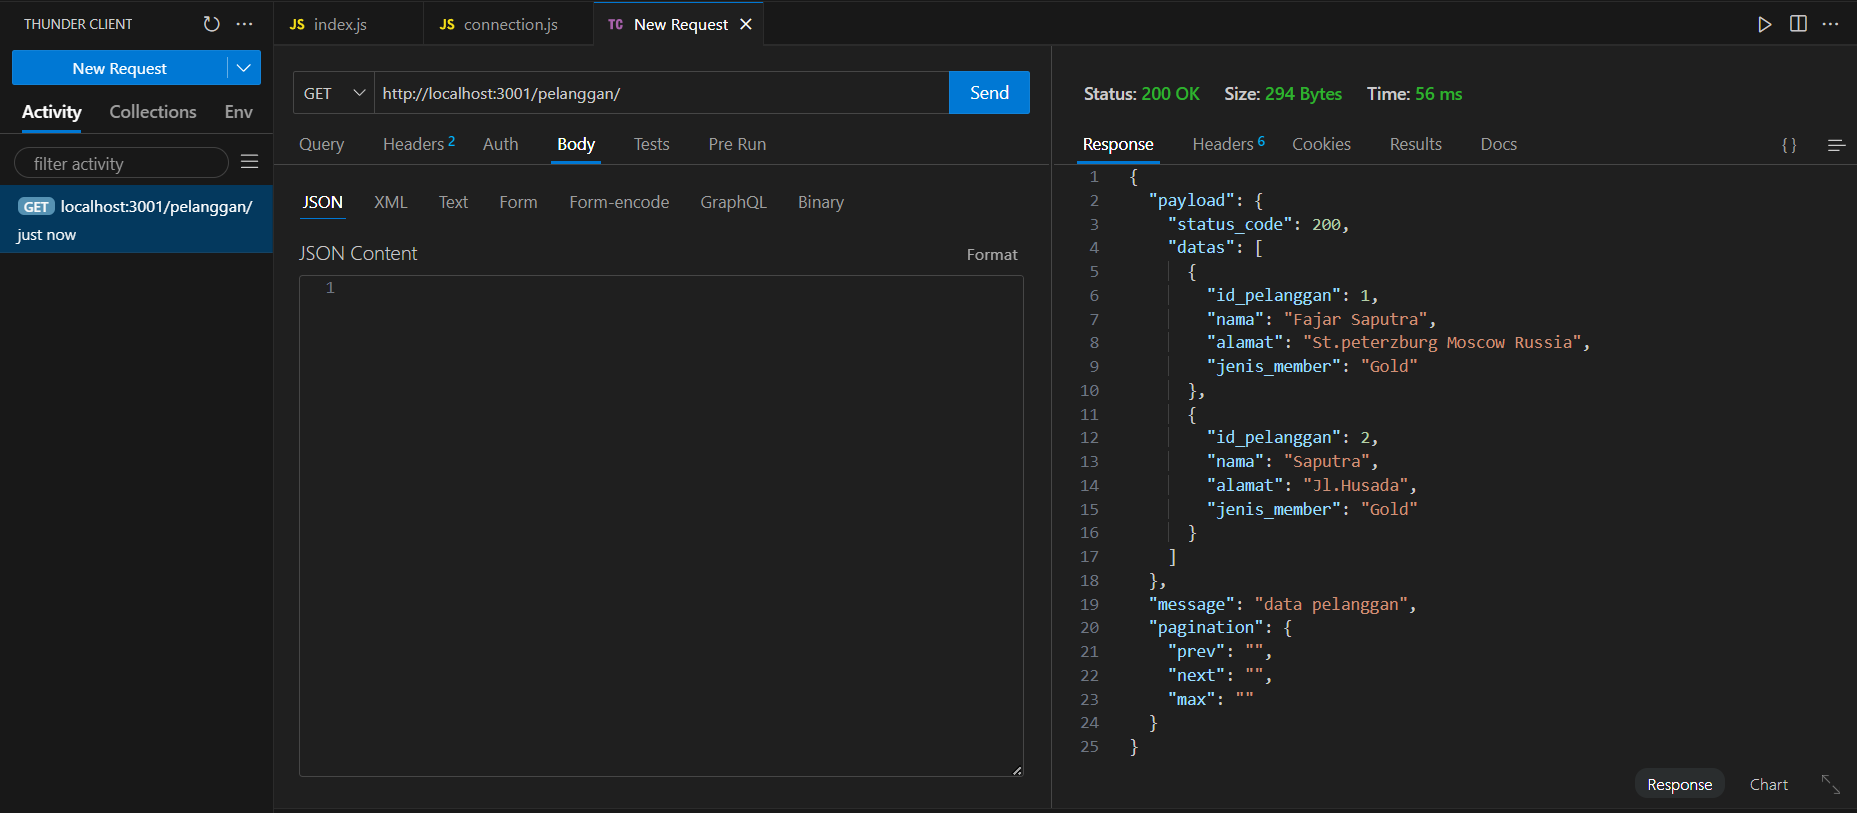 THUNDER CLIENT
New Request
Activity Collections Env
filter activity
GET localhost:3001/pelanggan/
just now
JS index.js JS connection.js TC New Request
GET http://localhost:3001/pelanggan/ Send
Query Headers 2 Auth Body Tests Pre Run
JSON XML Text Form Form-encode GraphQL Binary
JSON Content Format
1
Status: 200 OK Size: 294 Bytes Time: 56 ms
Response Headers 6 Cookies Results Docs {}
1 {
2 "payload": {
3 "status_code": 200,
4 "datas": [
5 {
6 "id_pelanggan": 1,
7 "nama": "Fajar Saputra",
8 "alamat": "St.peterzburg Moscow Russia",
9 "jenis_member": "Gold"
10 },
11 {
12 "id_pelanggan": 2,
13 "nama": "Saputra",
14 "alamat": "Jl.Husada",
15 "jenis_member": "Gold"
16 }
17 ]
18 },
19 "message": "data pelanggan",
20 "pagination": {
21 "prev": "",
22 "next": "",
23 "max": ""
24 }
25 }
Response Chart